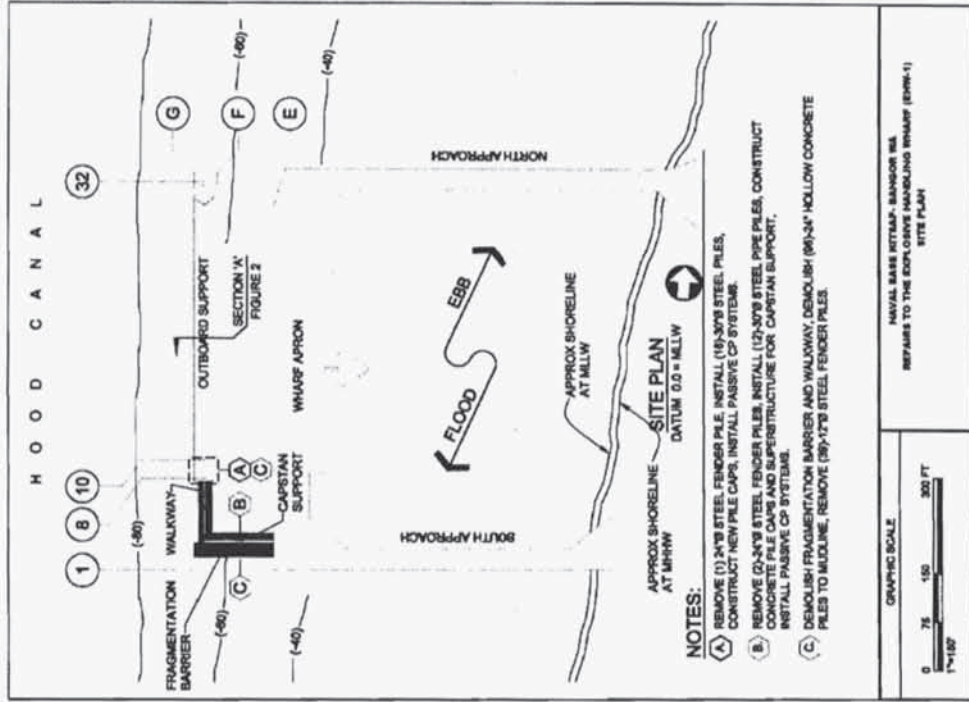 HOOD CANAL
1
8
10
32
(-80)
(-60)
FRAGMENTATION
BARRIER
WALKWAY
OUTBOARD SUPPORT
SECTION 'A'
FIGURE 2
G
F
E
(-60)
(-60)
(-40)
(-40)
C
B
A
C
CAPSTAN
SUPPORT
WHARF APRON
SOUTH APPROACH
NORTH APPROACH
FLOOD
EBB
APPROX SHORELINE
AT MLLW
APPROX SHORELINE
AT MHHW
SITE PLAN
DATUM 0.0 = MLLW
NOTES:
A REMOVE (1) 24"Ø STEEL FENDER PILE, INSTALL (16)-30"Ø STEEL PILES,
CONSTRUCT NEW PILE CAPS, INSTALL PASSIVE CP SYSTEMS.
B. REMOVE (2)-24"Ø STEEL FENDER PILES, INSTALL (12)-30"Ø STEEL PIPE PILES, CONSTRUCT
CONCRETE PILE CAPS AND SUPERSTRUCTURE FOR CAPSTAN SUPPORT,
INSTALL PASSIVE CP SYSTEMS.
C. DEMOLISH FRAGMENTATION BARRIER AND WALKWAY, DEMOLISH (96)-24" HOLLOW CONCRETE
PILES TO MUDLINE, REMOVE (39)-12"Ø STEEL FENDER PILES.
GRAPHIC SCALE
0 75 150 300 FT
1"=150'
NAVAL BASE KITSAP- BANGOR WA
REPAIRS TO THE EXPLOSIVE HANDLING WHARF (EHW-1)
SITE PLAN